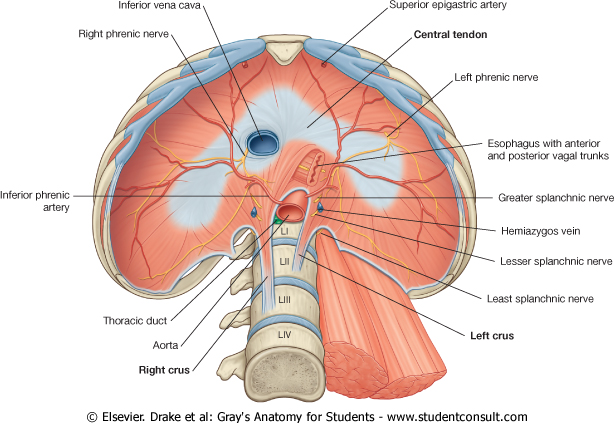 Inferior vena cava
Superior epigastric artery
Right phrenic nerve
Central tendon
Left phrenic nerve
Esophagus with anterior
and posterior vagal trunks
Inferior phrenic
artery
Greater splanchnic nerve
Hemiazygos vein
Lesser splanchnic nerve
Least splanchnic nerve
Thoracic duct
Aorta
Left crus
Right crus
LI
LII
LIII
LIV
© Elsevier. Drake et al: Gray's Anatomy for Students - www.studentconsult.com